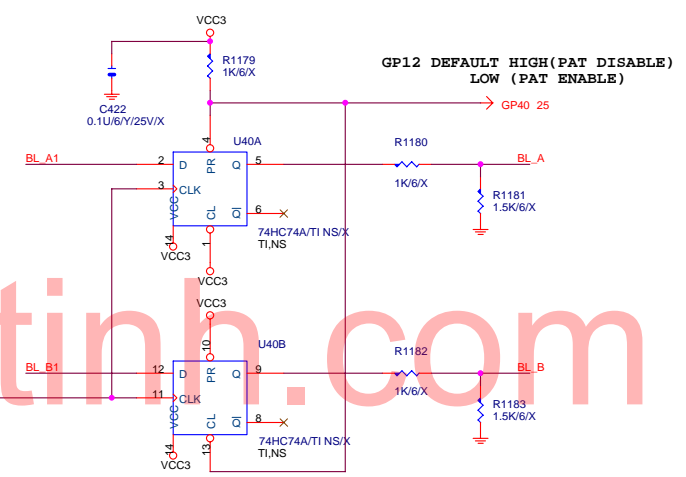 VCC3
R1179
1K/6/X
GP12 DEFAULT HIGH(PAT DISABLE)
LOW (PAT ENABLE)
C422
0.1U/6/Y/25V/X
GP40 25
4
U40A
R1180
BL_A1
2
D
PR
Q
5
BL_A
3
CLK
1K/6/X
R1181
1.5K/6/X
VCC
CL
Q
6
14
1
74HC74A/TI NS/X
TI,NS
VCC3
VCC3
VCC3
tinh.com
10
U40B
R1182
BL_B1
12
D
PR
Q
9
BL_B
11
CLK
1K/6/X
R1183
1.5K/6/X
VCC
CL
Q
8
14
13
74HC74A/TI NS/X
TI,NS
VCC3